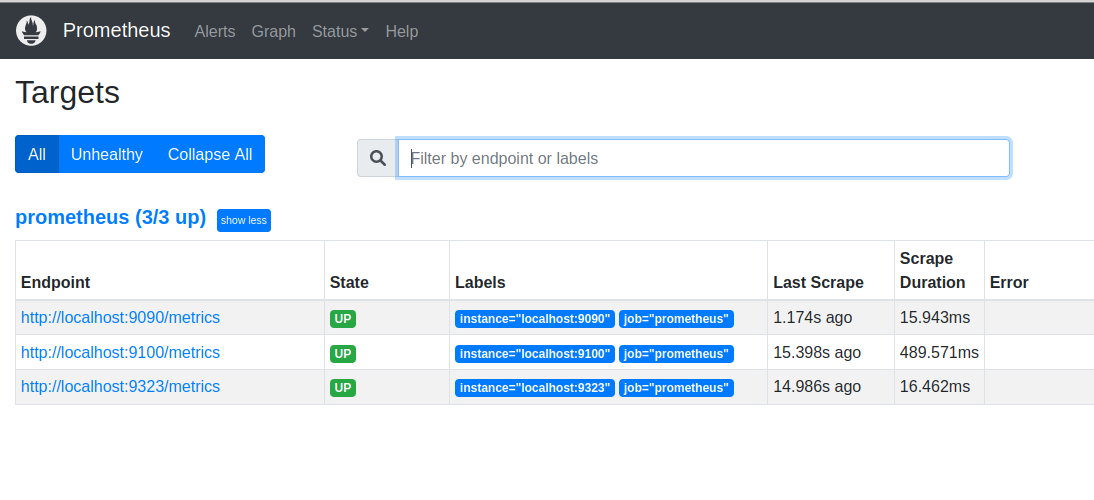 Prometheus Alerts Graph Status Help
Targets
All Unhealthy Collapse All
Filter by endpoint or labels
prometheus (3/3 up) show less
Endpoint State Labels Last Scrape Scrape Duration Error
http://localhost:9090/metrics UP instance="localhost:9090" job="prometheus" 1.174s ago 15.943ms
http://localhost:9100/metrics UP instance="localhost:9100" job="prometheus" 15.398s ago 489.571ms
http://localhost:9323/metrics UP instance="localhost:9323" job="prometheus" 14.986s ago 16.462ms